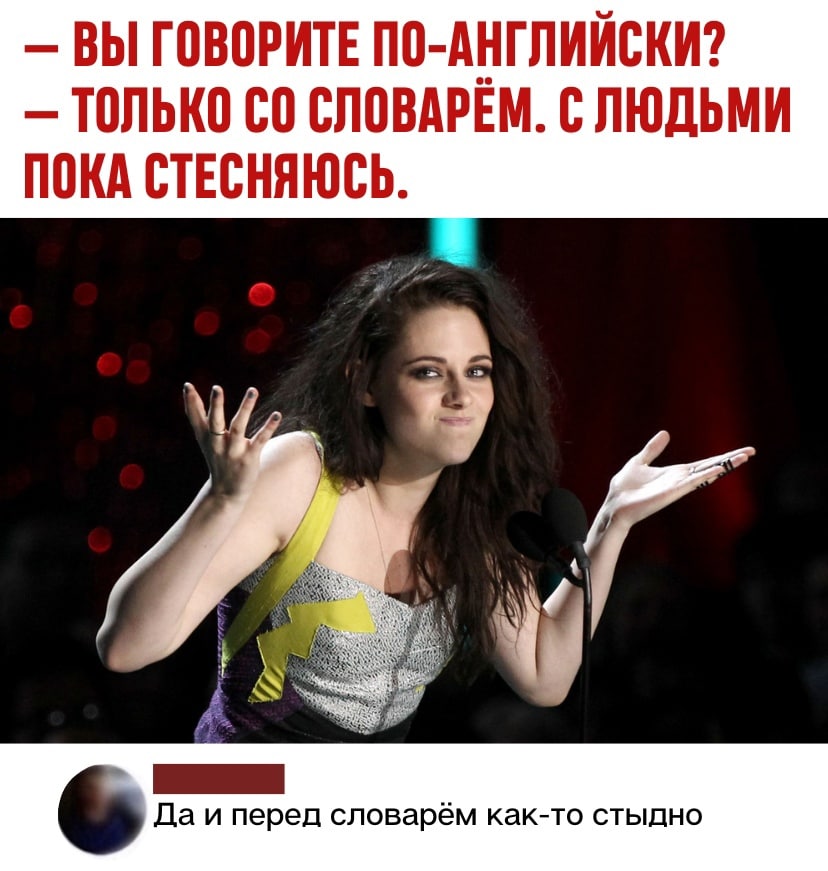 – ВЫ ГОВОРИТЕ ПО-АНГЛИЙСКИ?
– ТОЛЬКО СО СЛОВАРЁМ. С ЛЮДЬМИ
ПОКА СТЕСНЯЮСЬ.
Да и перед словарём как-то стыдно